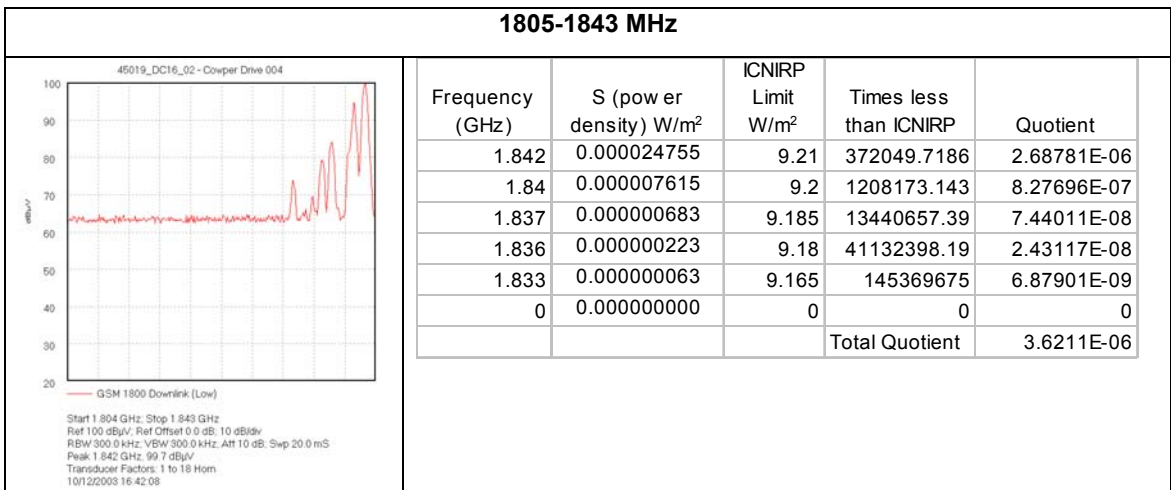 1805-1843 MHz
45019_DC16_02 - Cowper Drive 004
100
90
80
70
60
50
40
30
20
dBµV
GSM 1800 Downlink (Low)
Start 1.804 GHz; Stop 1.843 GHz
Ref 100 dBµV; Ref Offset 0.0 dB; 10 dB/div
RBW 300.0 kHz; VBW 300.0 kHz; Att 10 dB; Swp 20.0 mS
Peak 1.842 GHz, 99.7 dBµV
Transducer Factors: 1 to 18 Horn
10/12/2003 16:42:08
Frequency (GHz) S (pow er density) W/m² ICNIRP Limit W/m² Times less than ICNIRP Quotient
1.842 0.000024755 9.21 372049.7186 2.68781E-06
1.84 0.000007615 9.2 1208173.143 8.27696E-07
1.837 0.000000683 9.185 13440657.39 7.44011E-08
1.836 0.000000223 9.18 41132398.19 2.43117E-08
1.833 0.000000063 9.165 145369675 6.87901E-09
0 0.000000000 0 0 0
Total Quotient 3.6211E-06